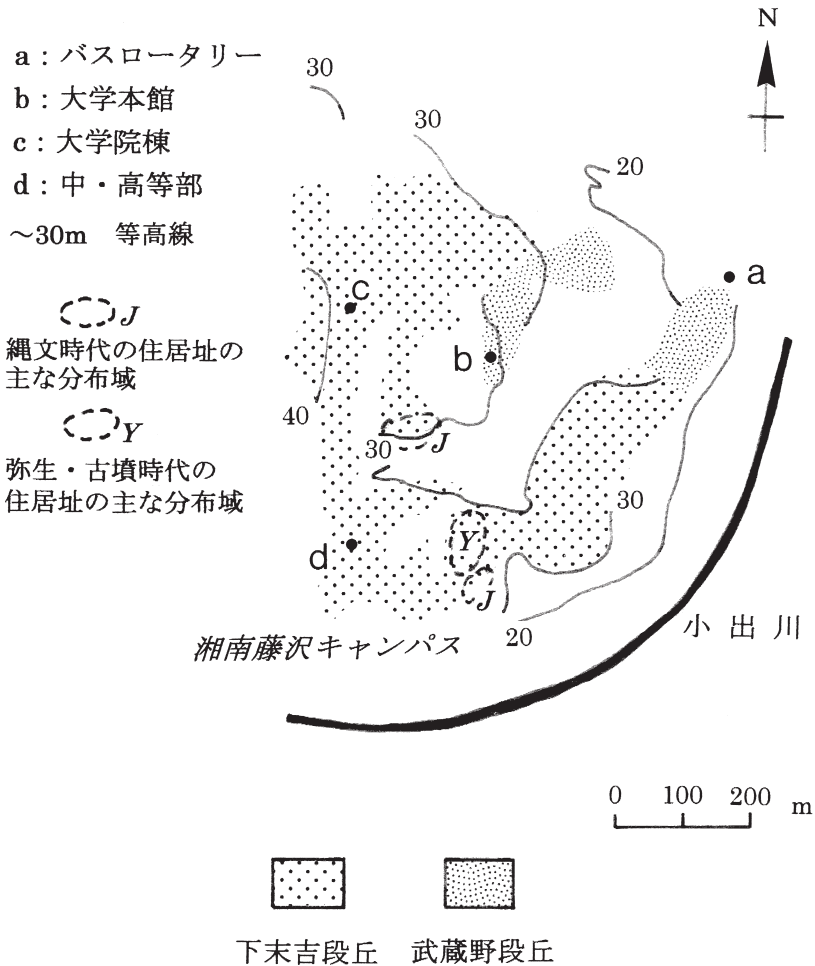 a：バスロータリー
b：大学本館
c：大学院棟
d：中・高等部
～30m 等高線
J
縄文時代の住居址の
主な分布域
Y
弥生・古墳時代の
住居址の主な分布域
N
30
30
20
a
c
b
40
30
J
30
Y
d
J
20
小出川
湘南藤沢キャンパス
0 100 200 m
下末吉段丘 武蔵野段丘